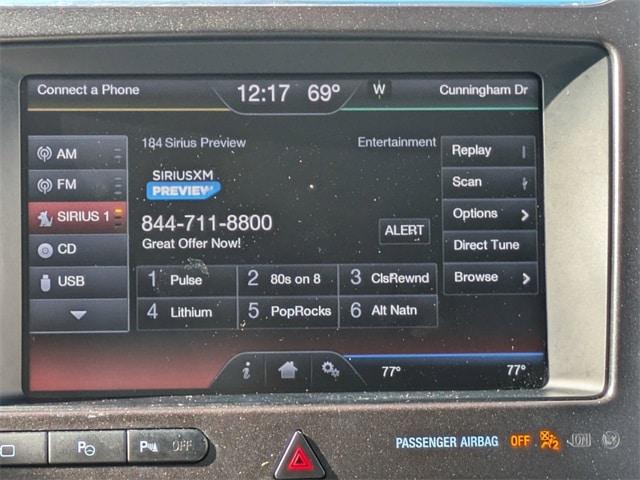 Connect a Phone 12:17 69° W Cunningham Dr
184 Sirius Preview Entertainment
AM
FM
SIRIUS 1
CD
USB
SIRIUSXM
PREVIEW
844-711-8800
Great Offer Now!
ALERT
Replay
Scan
Options
Direct Tune
Browse
1 Pulse 2 80s on 8 3 ClsRewnd
4 Lithium 5 PopRocks 6 Alt Natn
77° 77°
P OFF
PASSENGER AIRBAG OFF 2 ON